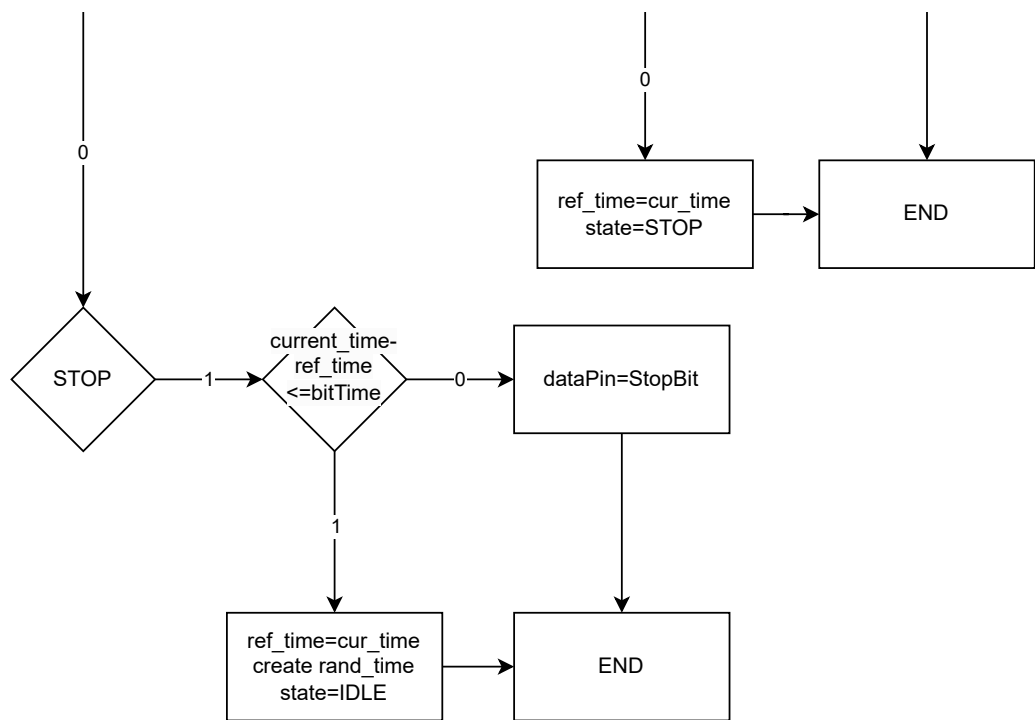 0
0
ref_time=cur_time
state=STOP
END
STOP
1
current_time-
ref_time
<=bitTime
0
dataPin=StopBit
1
ref_time=cur_time
create rand_time
state=IDLE
END